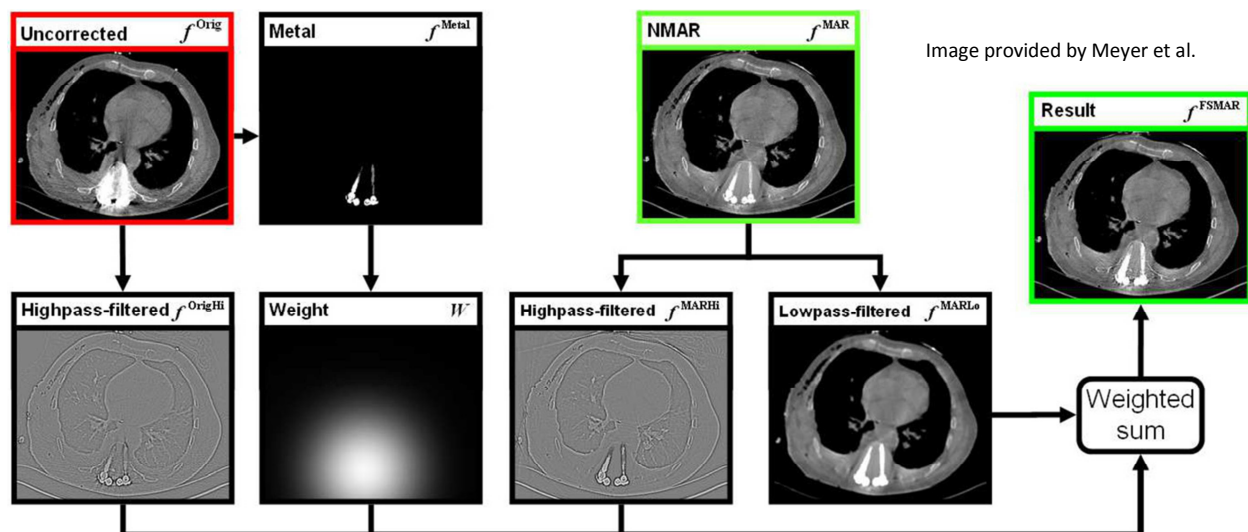 Uncorrected f^Orig
Metal f^Metal
NMAR f^MAR
Image provided by Meyer et al.
Result f^FSMAR
Highpass-filtered f^OrigHi
Weight W
Highpass-filtered f^MARHi
Lowpass-filtered f^MARLo
Weighted
sum